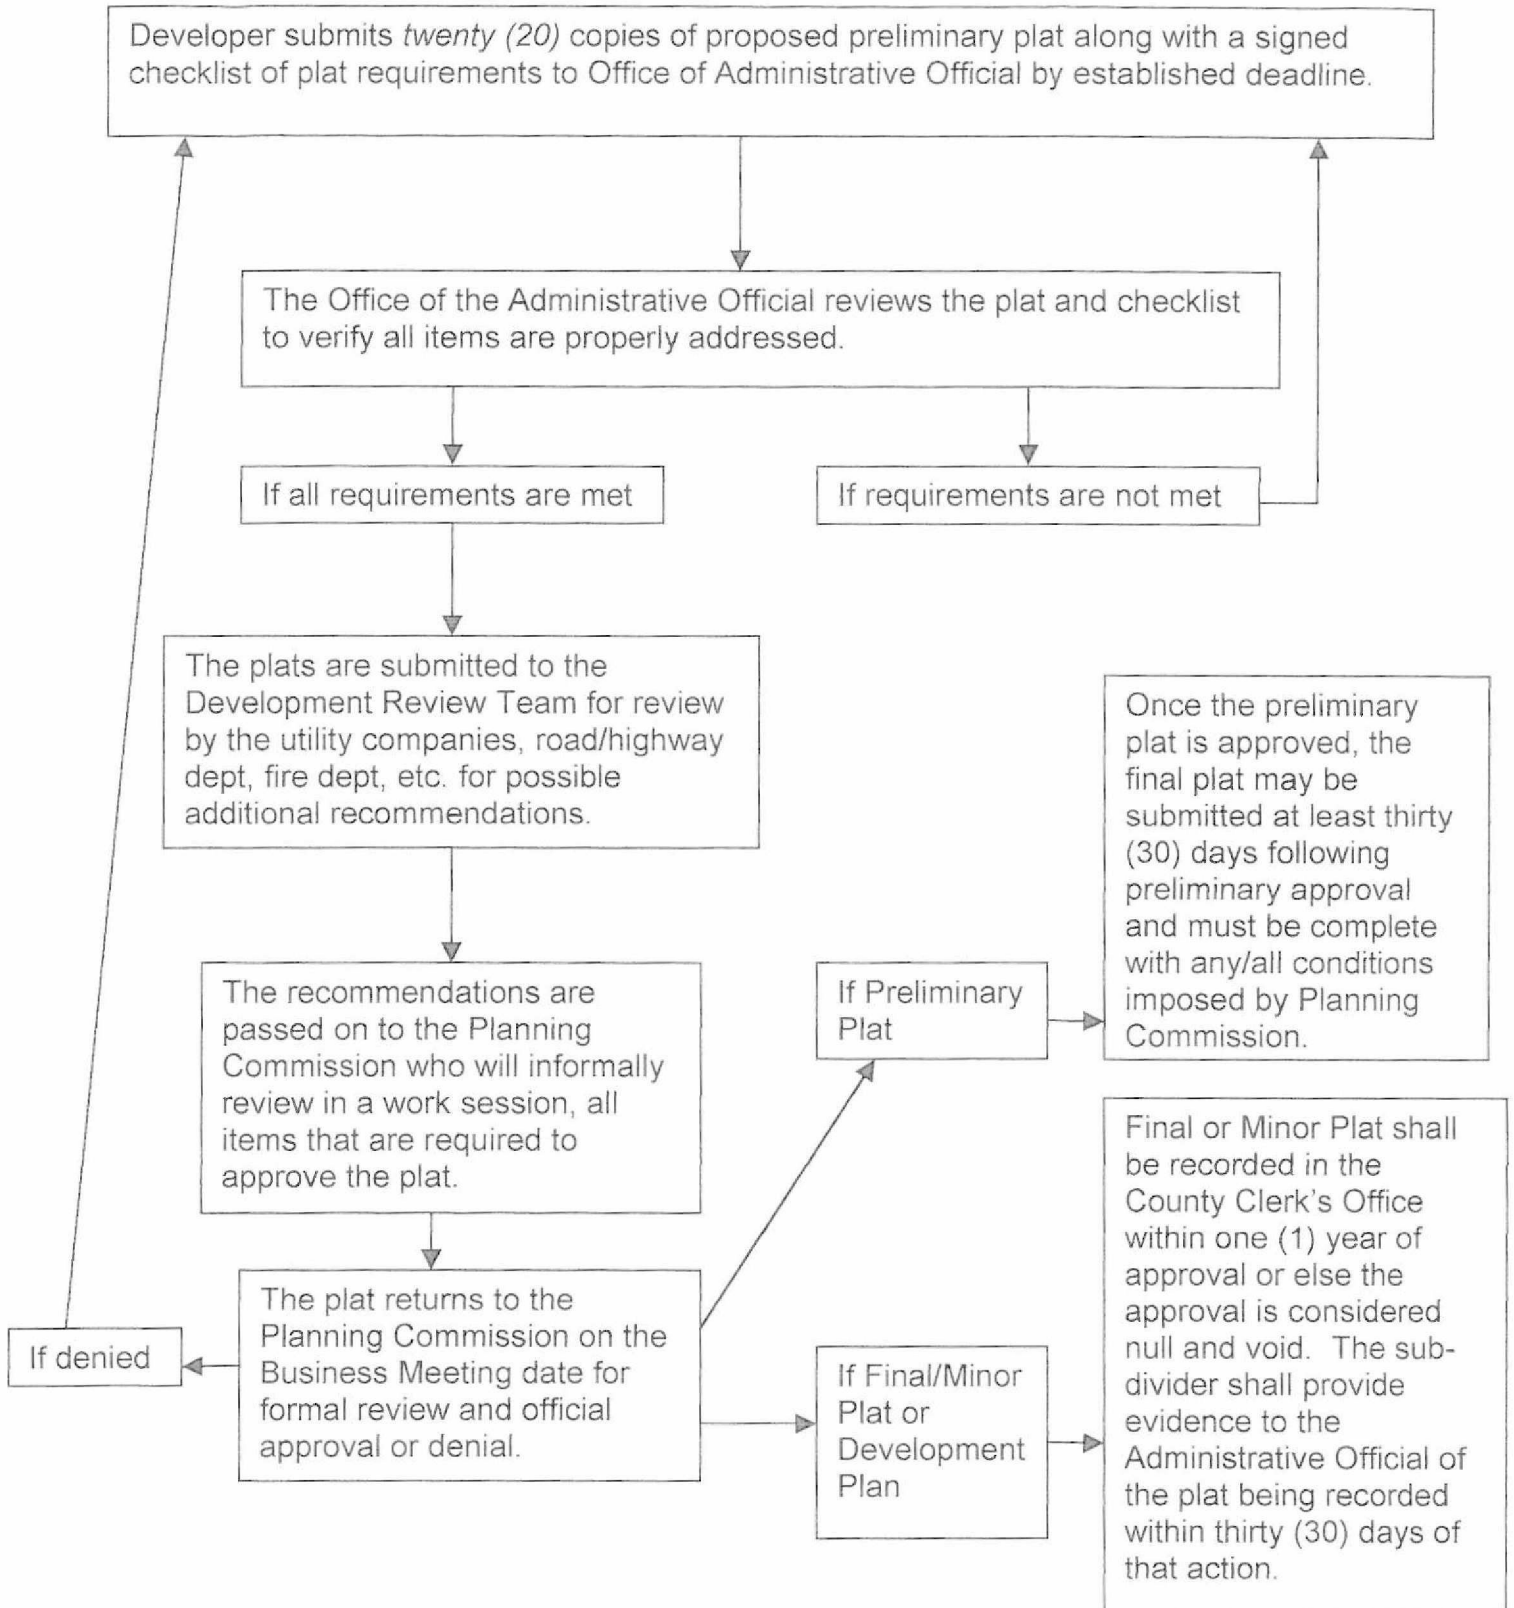 Developer submits twenty (20) copies of proposed preliminary plat along with a signed
checklist of plat requirements to Office of Administrative Official by established deadline.
The Office of the Administrative Official reviews the plat and checklist
to verify all items are properly addressed.
If all requirements are met
If requirements are not met
The plats are submitted to the
Development Review Team for review
by the utility companies, road/highway
dept, fire dept, etc. for possible
additional recommendations.
The recommendations are
passed on to the Planning
Commission who will informally
review in a work session, all
items that are required to
approve the plat.
The plat returns to the
Planning Commission on the
Business Meeting date for
formal review and official
approval or denial.
If denied
If Preliminary
Plat
Once the preliminary
plat is approved, the
final plat may be
submitted at least thirty
(30) days following
preliminary approval
and must be complete
with any/all conditions
imposed by Planning
Commission.
If Final/Minor
Plat or
Development
Plan
Final or Minor Plat shall
be recorded in the
County Clerk's Office
within one (1) year of
approval or else the
approval is considered
null and void.  The sub-
divider shall provide
evidence to the
Administrative Official of
the plat being recorded
within thirty (30) days of
that action.